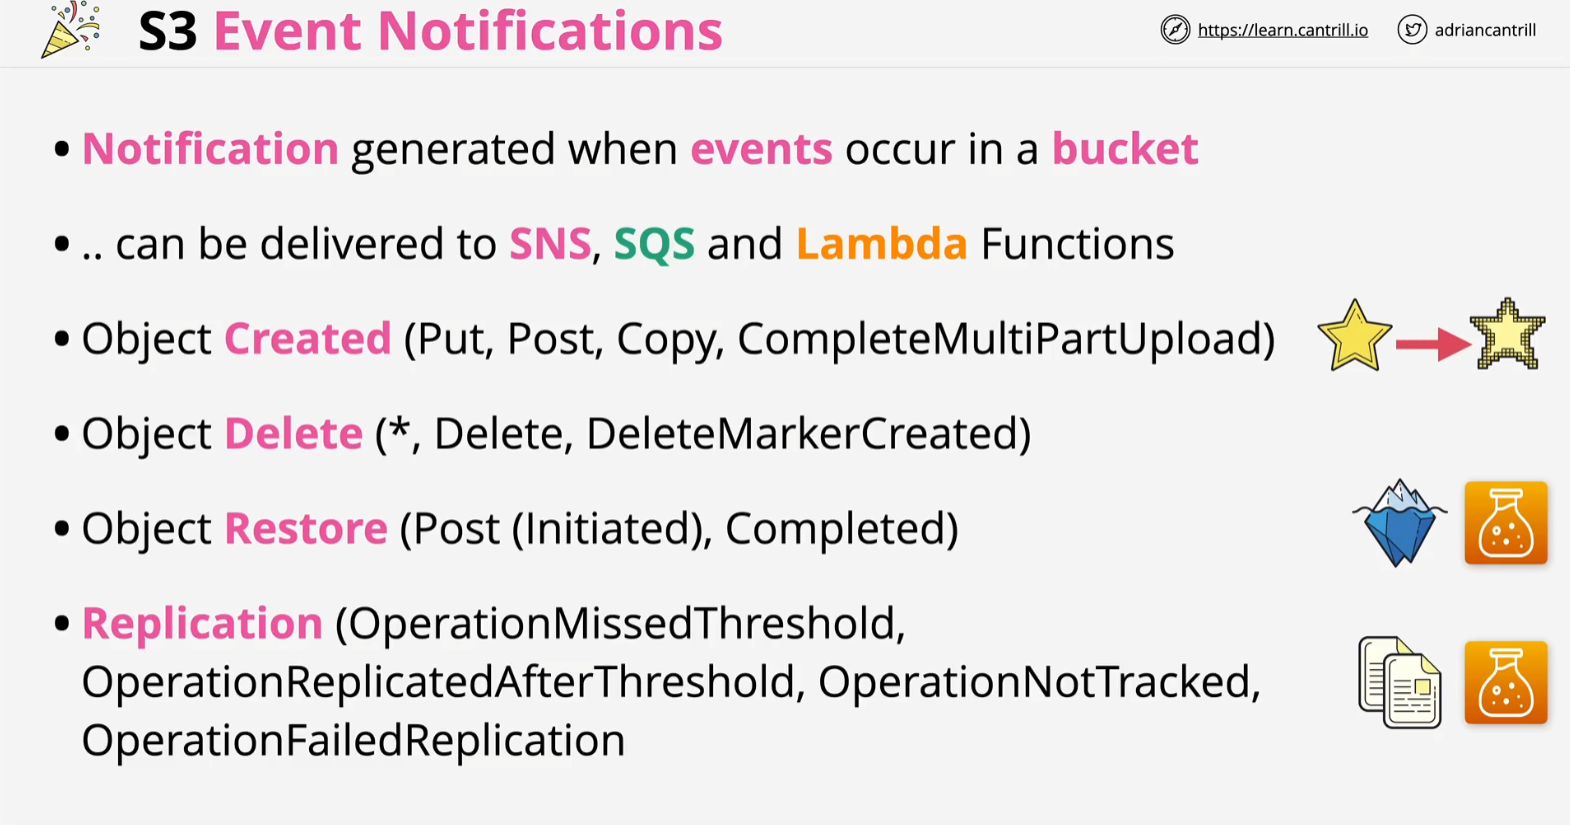 S3 Event Notifications
https://learn.cantrill.io
adriancantrill
• Notification generated when events occur in a bucket
• .. can be delivered to SNS, SQS and Lambda Functions
• Object Created (Put, Post, Copy, CompleteMultiPartUpload)
• Object Delete (*, Delete, DeleteMarkerCreated)
• Object Restore (Post (Initiated), Completed)
• Replication (OperationMissedThreshold,
OperationReplicatedAfterThreshold, OperationNotTracked,
OperationFailedReplication